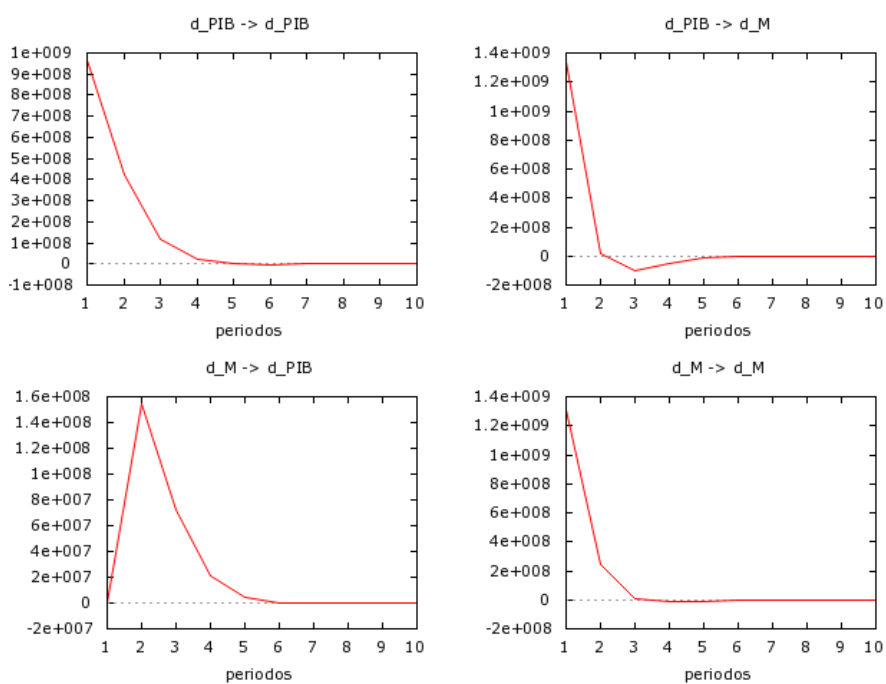 d_PIB -> d_PIB
1e+009
9e+008
8e+008
7e+008
6e+008
5e+008
4e+008
3e+008
2e+008
1e+008
0
-1e+008
1 2 3 4 5 6 7 8 9 10
periodos
d_PIB -> d_M
1.4e+009
1.2e+009
1e+009
8e+008
6e+008
4e+008
2e+008
0
-2e+008
1 2 3 4 5 6 7 8 9 10
periodos
d_M -> d_PIB
1.6e+008
1.4e+008
1.2e+008
1e+008
8e+007
6e+007
4e+007
2e+007
0
-2e+007
1 2 3 4 5 6 7 8 9 10
periodos
d_M -> d_M
1.4e+009
1.2e+009
1e+009
8e+008
6e+008
4e+008
2e+008
0
-2e+008
1 2 3 4 5 6 7 8 9 10
periodos